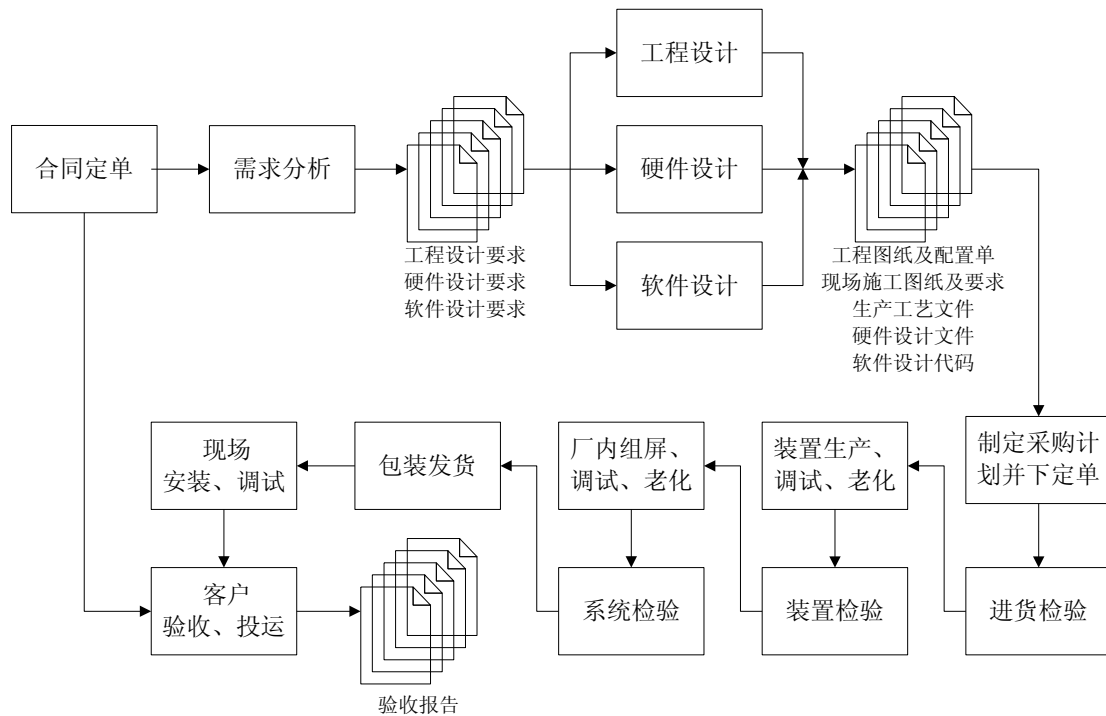 工程设计
合同定单
需求分析
硬件设计
软件设计
工程设计要求
硬件设计要求
软件设计要求
工程图纸及配置单
现场施工图纸及要求
生产工艺文件
硬件设计文件
软件设计代码
现场
安装、调试
包装发货
厂内组屏、
调试、老化
装置生产、
调试、老化
制定采购计
划并下定单
客户
验收、投运
系统检验
装置检验
进货检验
验收报告